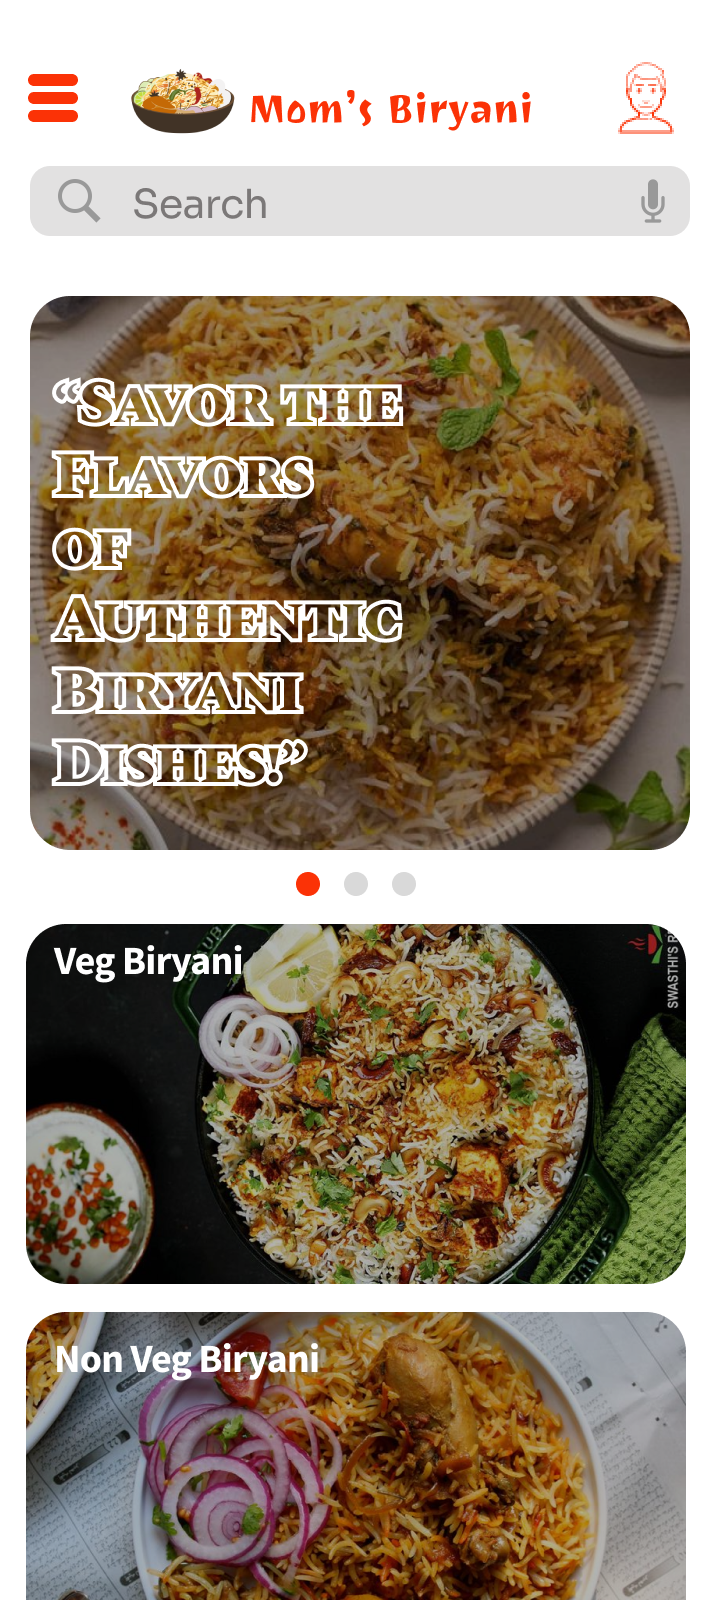 Mom's Biryani
Search
“Savor the
Flavors
of
Authentic
Biryani
Dishes!”
Veg Biryani
SWASTHI'S
Non Veg Biryani